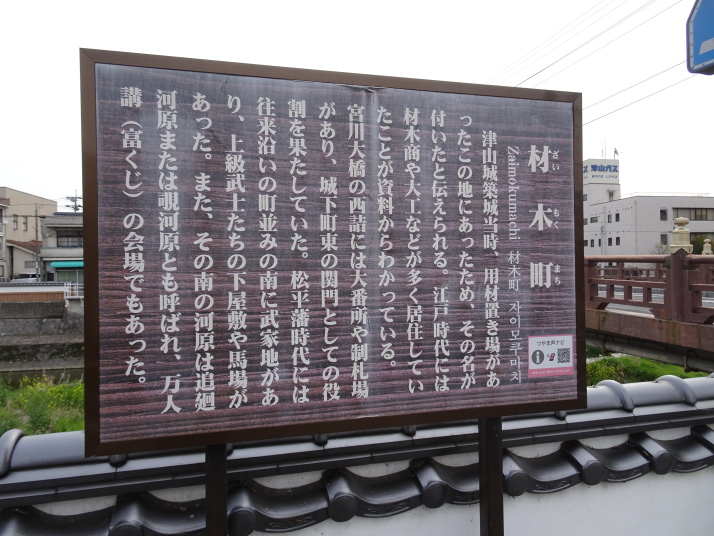 材木町
ざい もく まち
Zaimokumachi 材木町 자이모쿠마치
津山城築城当時、用材置き場があ
ったこの地にあったため、その名が
付いたと伝えられる。江戸時代には
材木商や大工などが多く居住してい
たことが資料からわかっている。
宮川大橋の西詰には大番所や制札場
があり、城下町東の関門としての役
割を果たしていた。松平藩時代には
往来沿いの町並みの南に武家地があ
り、上級武士たちの下屋敷や馬場が
あった。また、その南の河原は追廻
河原または覗河原とも呼ばれ、万人
講（富くじ）の会場でもあった。
つやま声ナビ
津山ガス